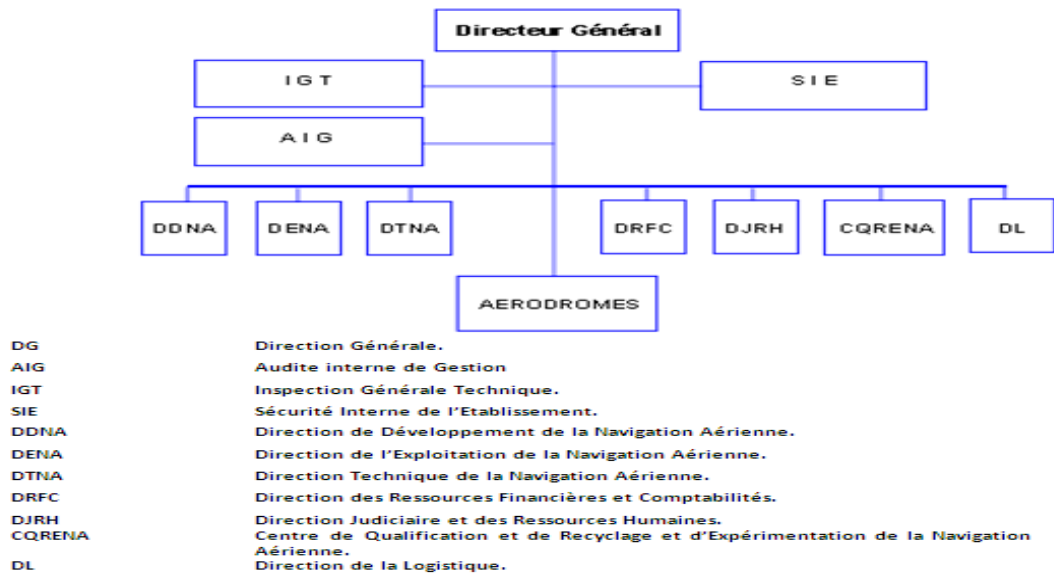 Directeur Général
I G T
S I E
A I G
DDNA
DENA
DTNA
DRFC
DJRH
CQRENA
DL
AERODROMES
DG Direction Générale.
AIG Audite interne de Gestion
IGT Inspection Générale Technique.
SIE Sécurité Interne de l'Etablissement.
DDNA Direction de Développement de la Navigation Aérienne.
DENA Direction de l'Exploitation de la Navigation Aérienne.
DTNA Direction Technique de la Navigation Aérienne.
DRFC Direction des Ressources Financières et Comptabilités.
DJRH Direction Judiciaire et des Ressources Humaines.
CQRENA Centre de Qualification et de Recyclage et d'Expérimentation de la Navigation
Aérienne.
DL Direction de la Logistique.